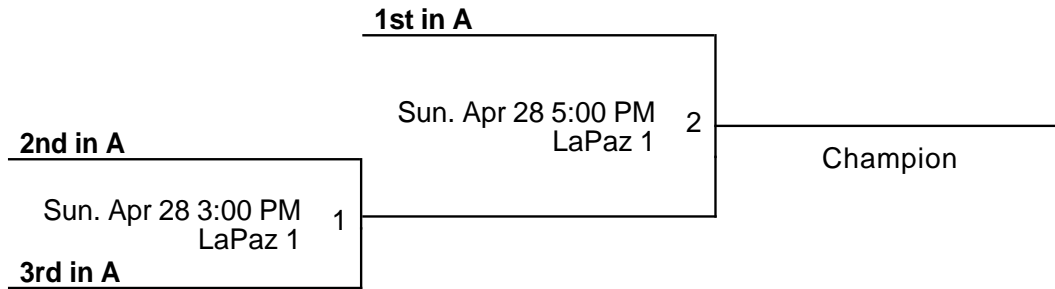 1st in A
Sun. Apr 28 5:00 PM
LaPaz 1
2
Champion
2nd in A
Sun. Apr 28 3:00 PM
LaPaz 1
1
3rd in A